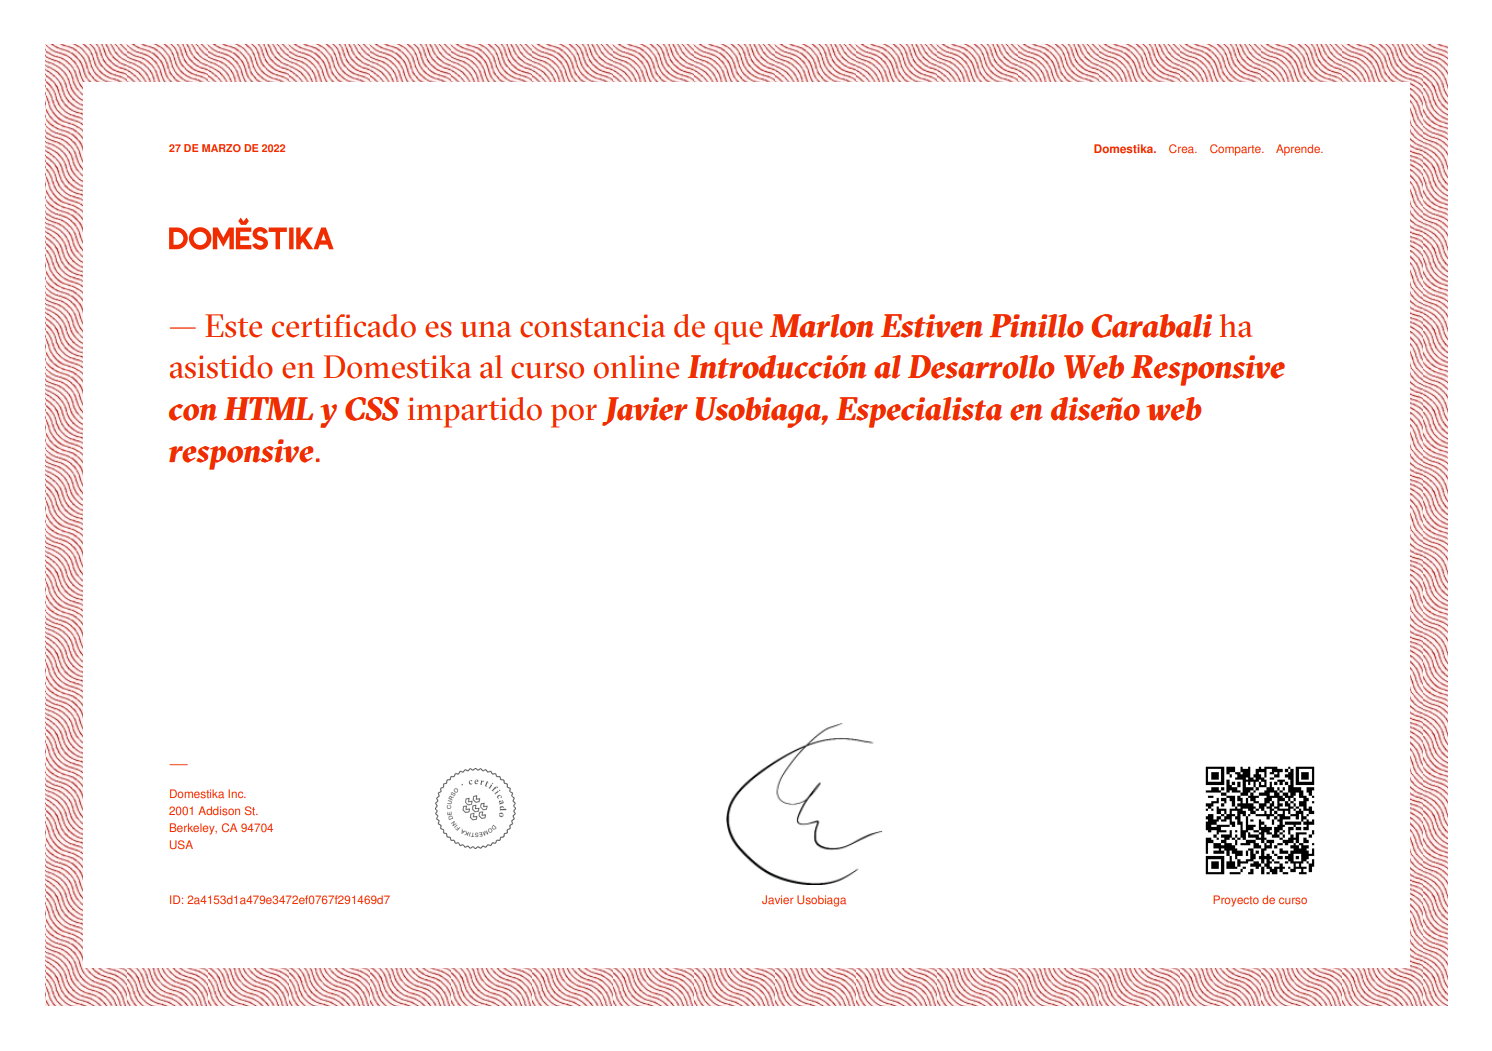 27 DE MARZO DE 2022
Domestika. Crea. Comparte. Aprende.
DOMĚSTIKA
— Este certificado es una constancia de que Marlon Estiven Pinillo Carabali ha
asistido en Domestika al curso online Introducción al Desarrollo Web Responsive
con HTML y CSS impartido por Javier Usobiaga, Especialista en diseño web
responsive.
—
Domestika Inc.
2001 Addison St.
Berkeley, CA 94704
USA
· certificado
DOMESTIKA FIN DE CURSO
ID: 2a4153d1a479e3472ef0767f291469d7
Javier Usobiaga
Proyecto de curso